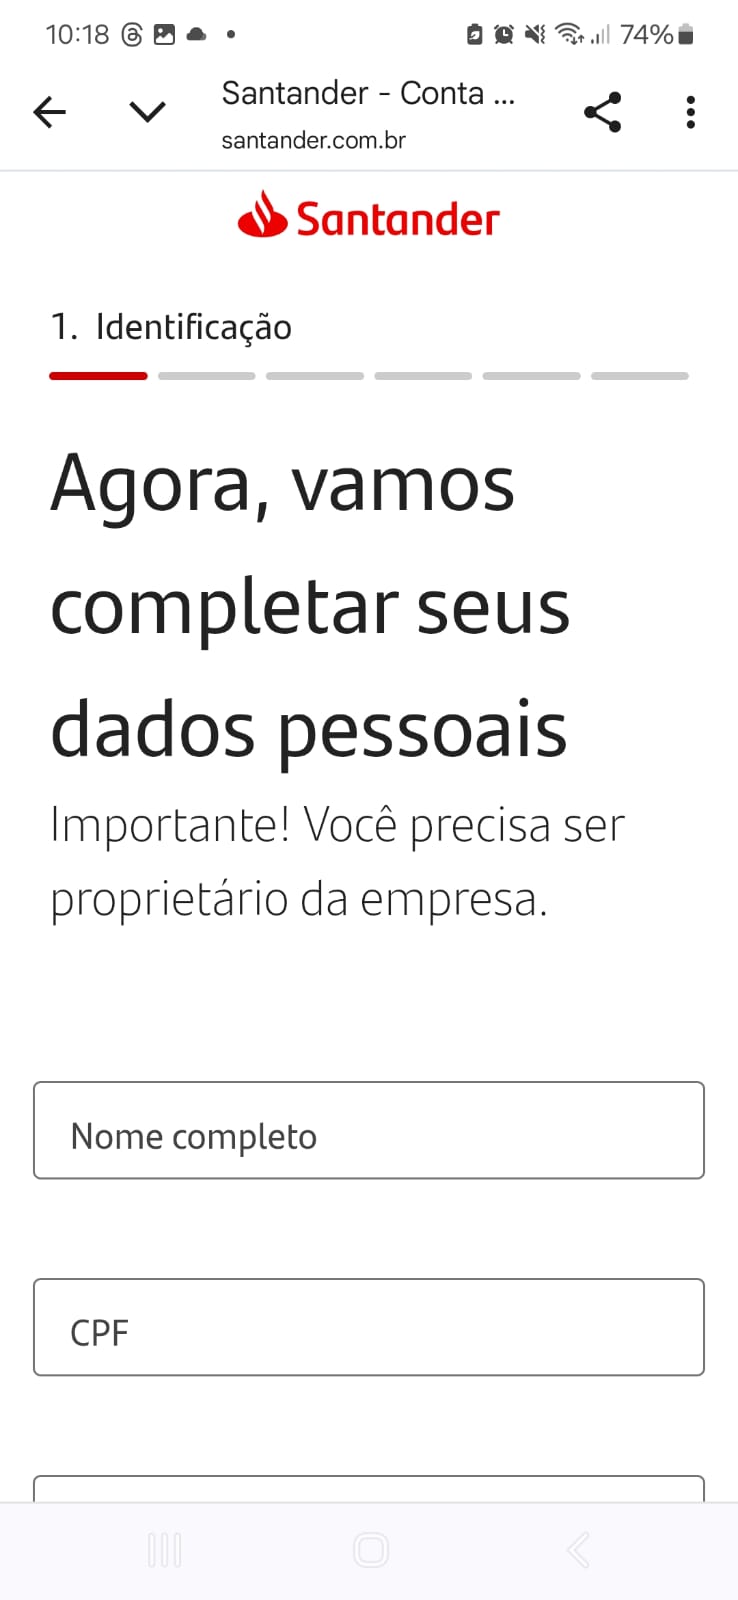 10:18 74%
Santander - Conta ...
santander.com.br
Santander
1. Identificação
Agora, vamos
completar seus
dados pessoais
Importante! Você precisa ser
proprietário da empresa.
Nome completo
CPF